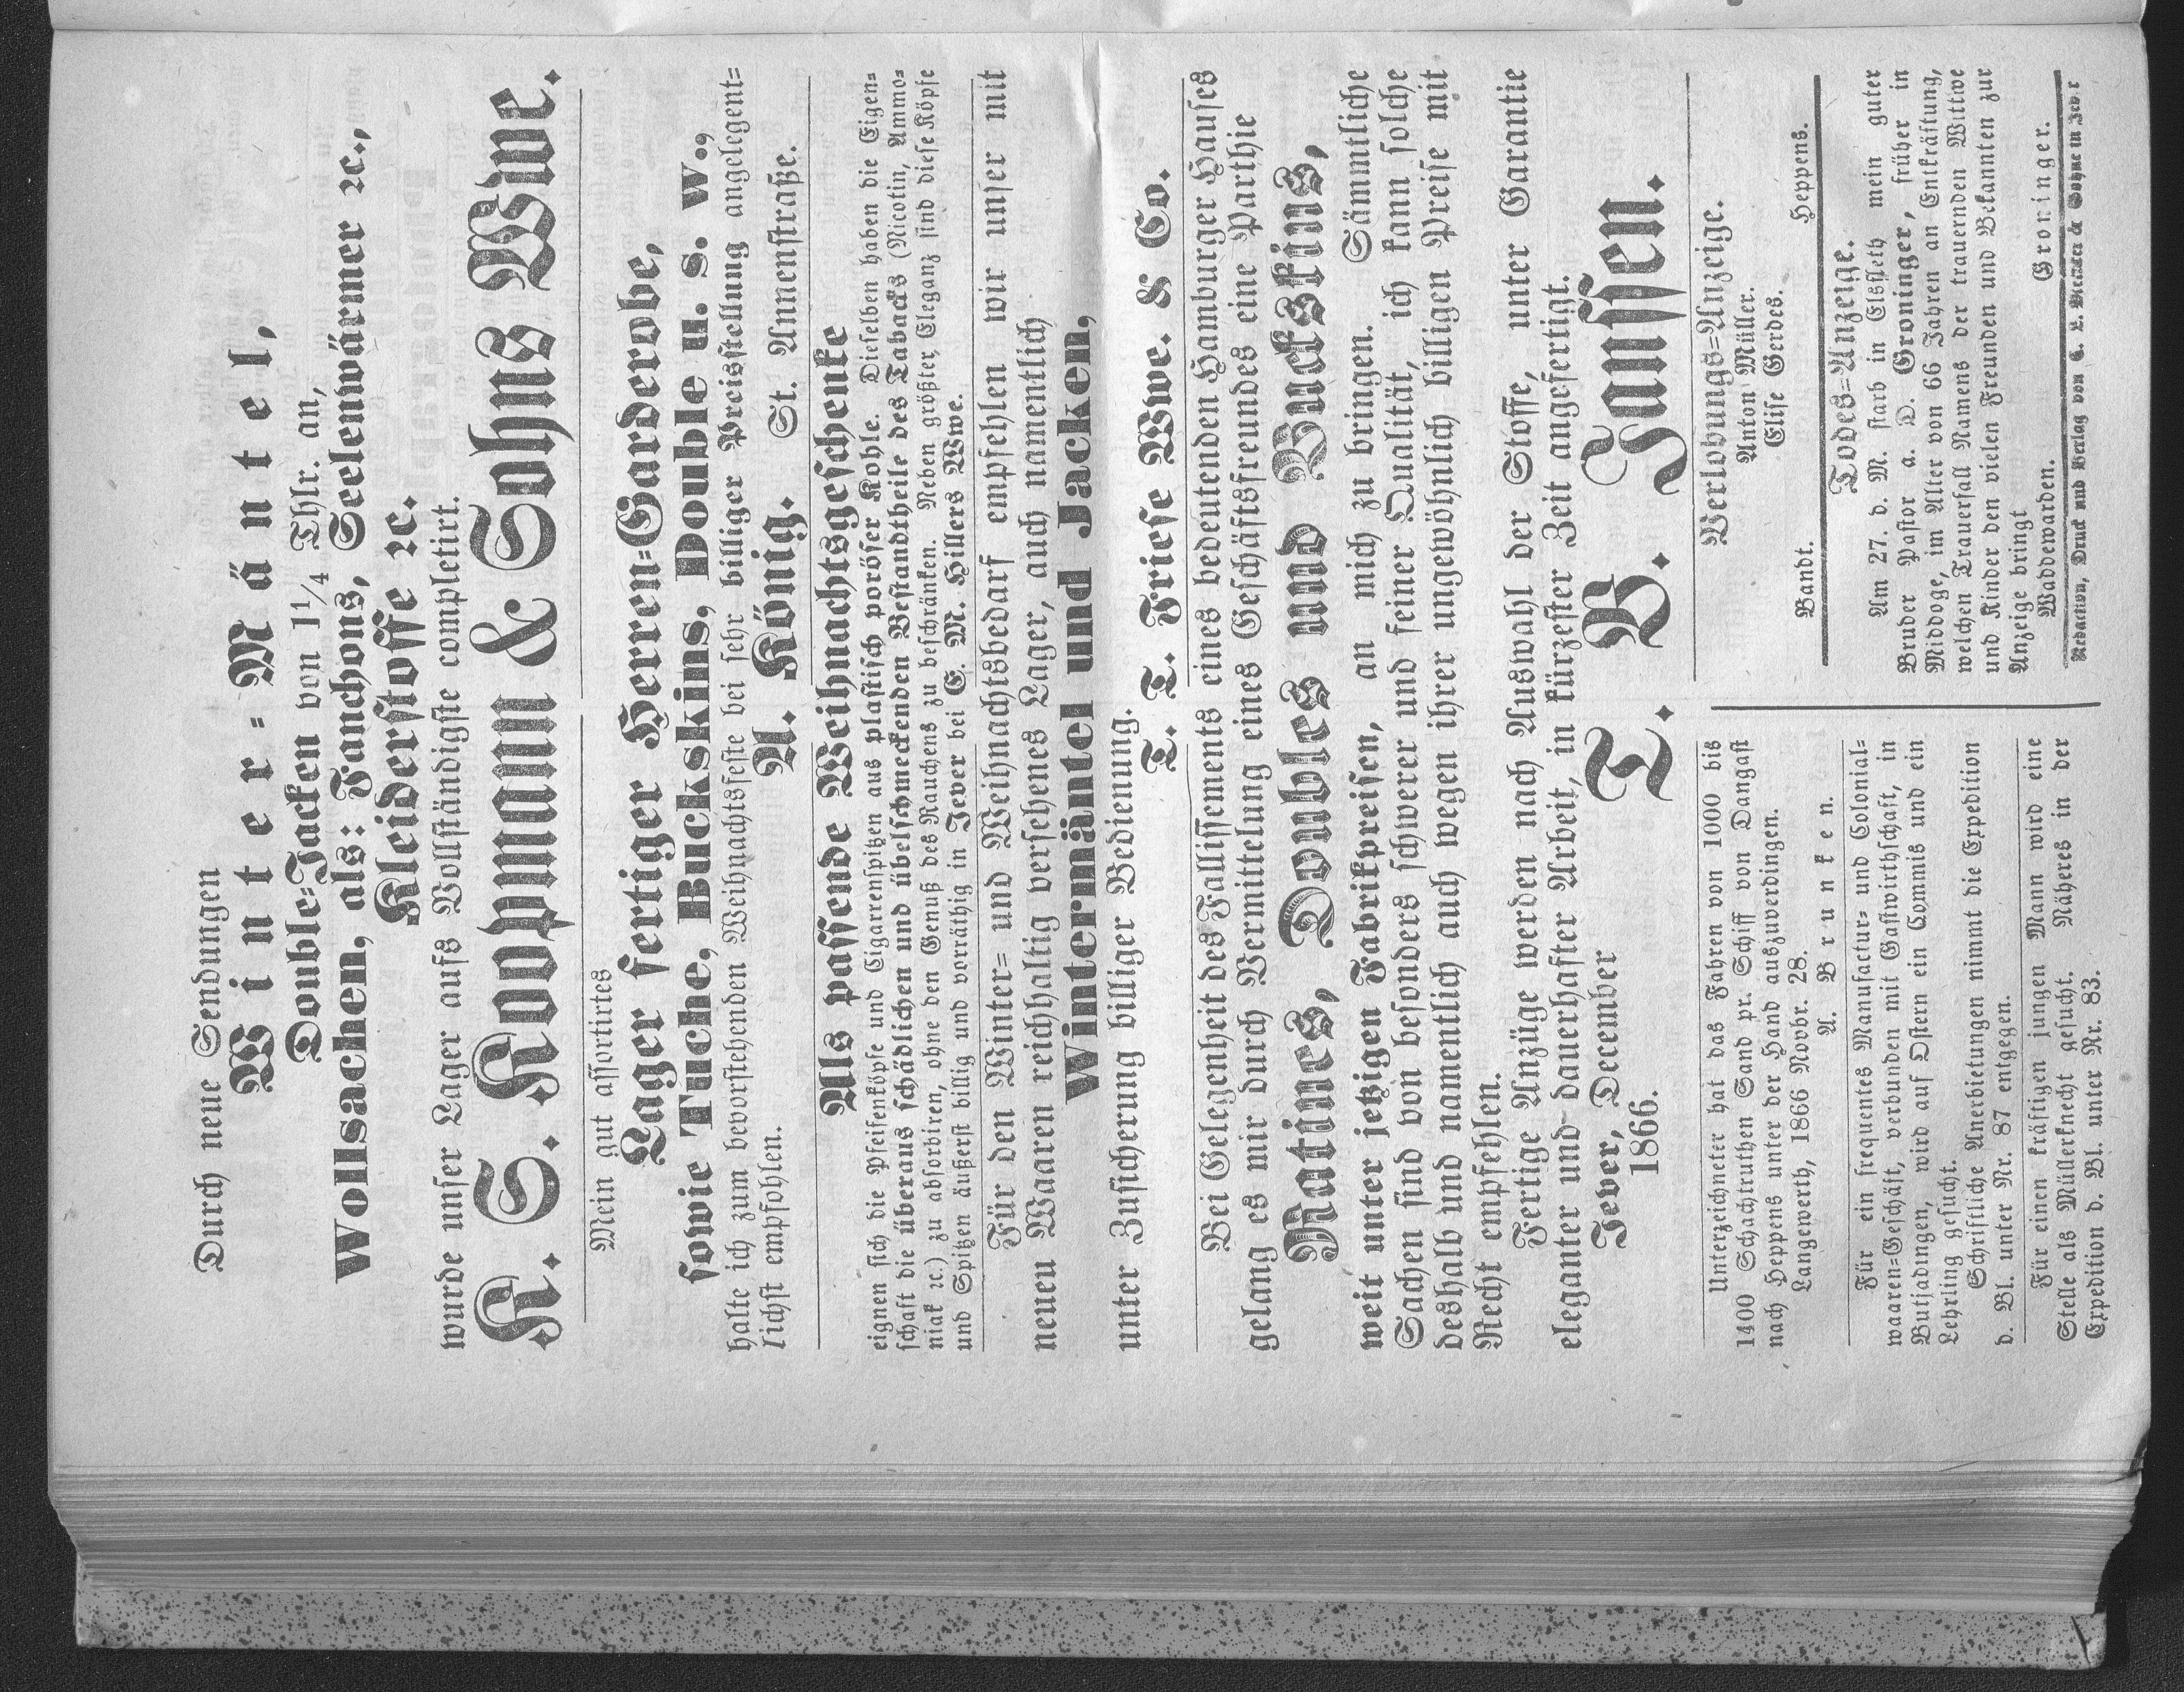 Durch neue Sendungen
Winter-Mäntel,
Double-Jacken von 1¼ Thlr. an,
Wollsachen, als: Fanchons, Seelenwärmer ꝛc.,
Kleiderstoffe ꝛc.
wurde unser Lager aufs Vollständigste completirt.
K. S. Koopmann & Sohns Wwe.
Mein gut assortirtes
Lager fertiger Herren-Garderobe,
sowie Tuche, Buckskins, Double u. s. w.,
halte ich zum bevorstehenden Weihnachtsfeste bei sehr billiger Preisstellung angelegent-
lichst empfohlen.
A. König. St. Annenstraße.
Als passende Weihnachtsgeschenke
eignen sich die Pfeifenköpfe und Cigarrenspitzen aus plastisch poröser Kohle. Dieselben haben die Eigen-
schaft die überaus schädlichen und übelschmeckenden Bestandtheile des Tabacks (Nicotin, Ammo-
niak ꝛc.) zu absorbiren, ohne den Genuß des Rauchens zu beschränken. Neben größter Eleganz sind diese Köpfe
und Spitzen äußerst billig und vorräthig in Jever bei E. M. Hillers Wwe.
Für den Winter- und Weihnachtsbedarf empfehlen wir unser mit
neuen Waaren reichhaltig versehenes Lager, auch namentlich
Wintermäntel und Jacken,
unter Zusicherung billiger Bedienung.
T. T. Friese Wwe. & Co.
Bei Gelegenheit des Fallissements eines bedeutenden Hamburger Hauses
gelang es mir durch Vermittelung eines Geschäftsfreundes eine Parthie
Ratines, Doubles und Buckskins,
weit unter jetzigen Fabrikpreisen, an mich zu bringen. Sämmtliche
Sachen sind von besonders schwerer und feiner Qualität, ich kann solche
deshalb und namentlich auch wegen ihrer ungewöhnlich billigen Preise mit
Recht empfehlen.
Fertige Anzüge werden nach Auswahl der Stoffe, unter Garantie
eleganter und dauerhafter Arbeit, in kürzester Zeit angefertigt.
Jever, December
1866.
T. B. Janssen.
Unterzeichneter hat das Fahren von 1000 bis
1400 Schachtruthen Sand pr. Schiff von Dangast
nach Heppens unter der Hand auszuverdingen.
Langewerth, 1866 Novbr. 28.
A. Brunken.
Für ein frequentes Manufactur- und Colonial-
waaren-Geschäft, verbunden mit Gastwirthschaft, in
Butjadingen, wird auf Ostern ein Commis und ein
Lehrling gesucht.
Schriftliche Anerbietungen nimmt die Expedition
d. Bl. unter Nr. 87 entgegen.
Für einen kräftigen jungen Mann wird eine
Stelle als Müllerknecht gesucht. Näheres in der
Expedition d. Bl. unter Nr. 83.
Verlobungs-Anzeige.
Anton Müller.
Elise Gerdes.
Bandt. Heppens.
Todes-Anzeige.
Am 27. d. M. starb in Elsfleth mein guter
Bruder Pastor a. D. Groninger, früher in
Middoge, im Alter von 66 Jahren an Entkräftung,
welchen Trauerfall Namens der trauernden Wittwe
und Kinder den vielen Freunden und Bekannten zur
Anzeige bringt
Waddewarden. Groninger.
Redaction, Druck und Verlag von C. L. Mettcker & Söhne in Jever